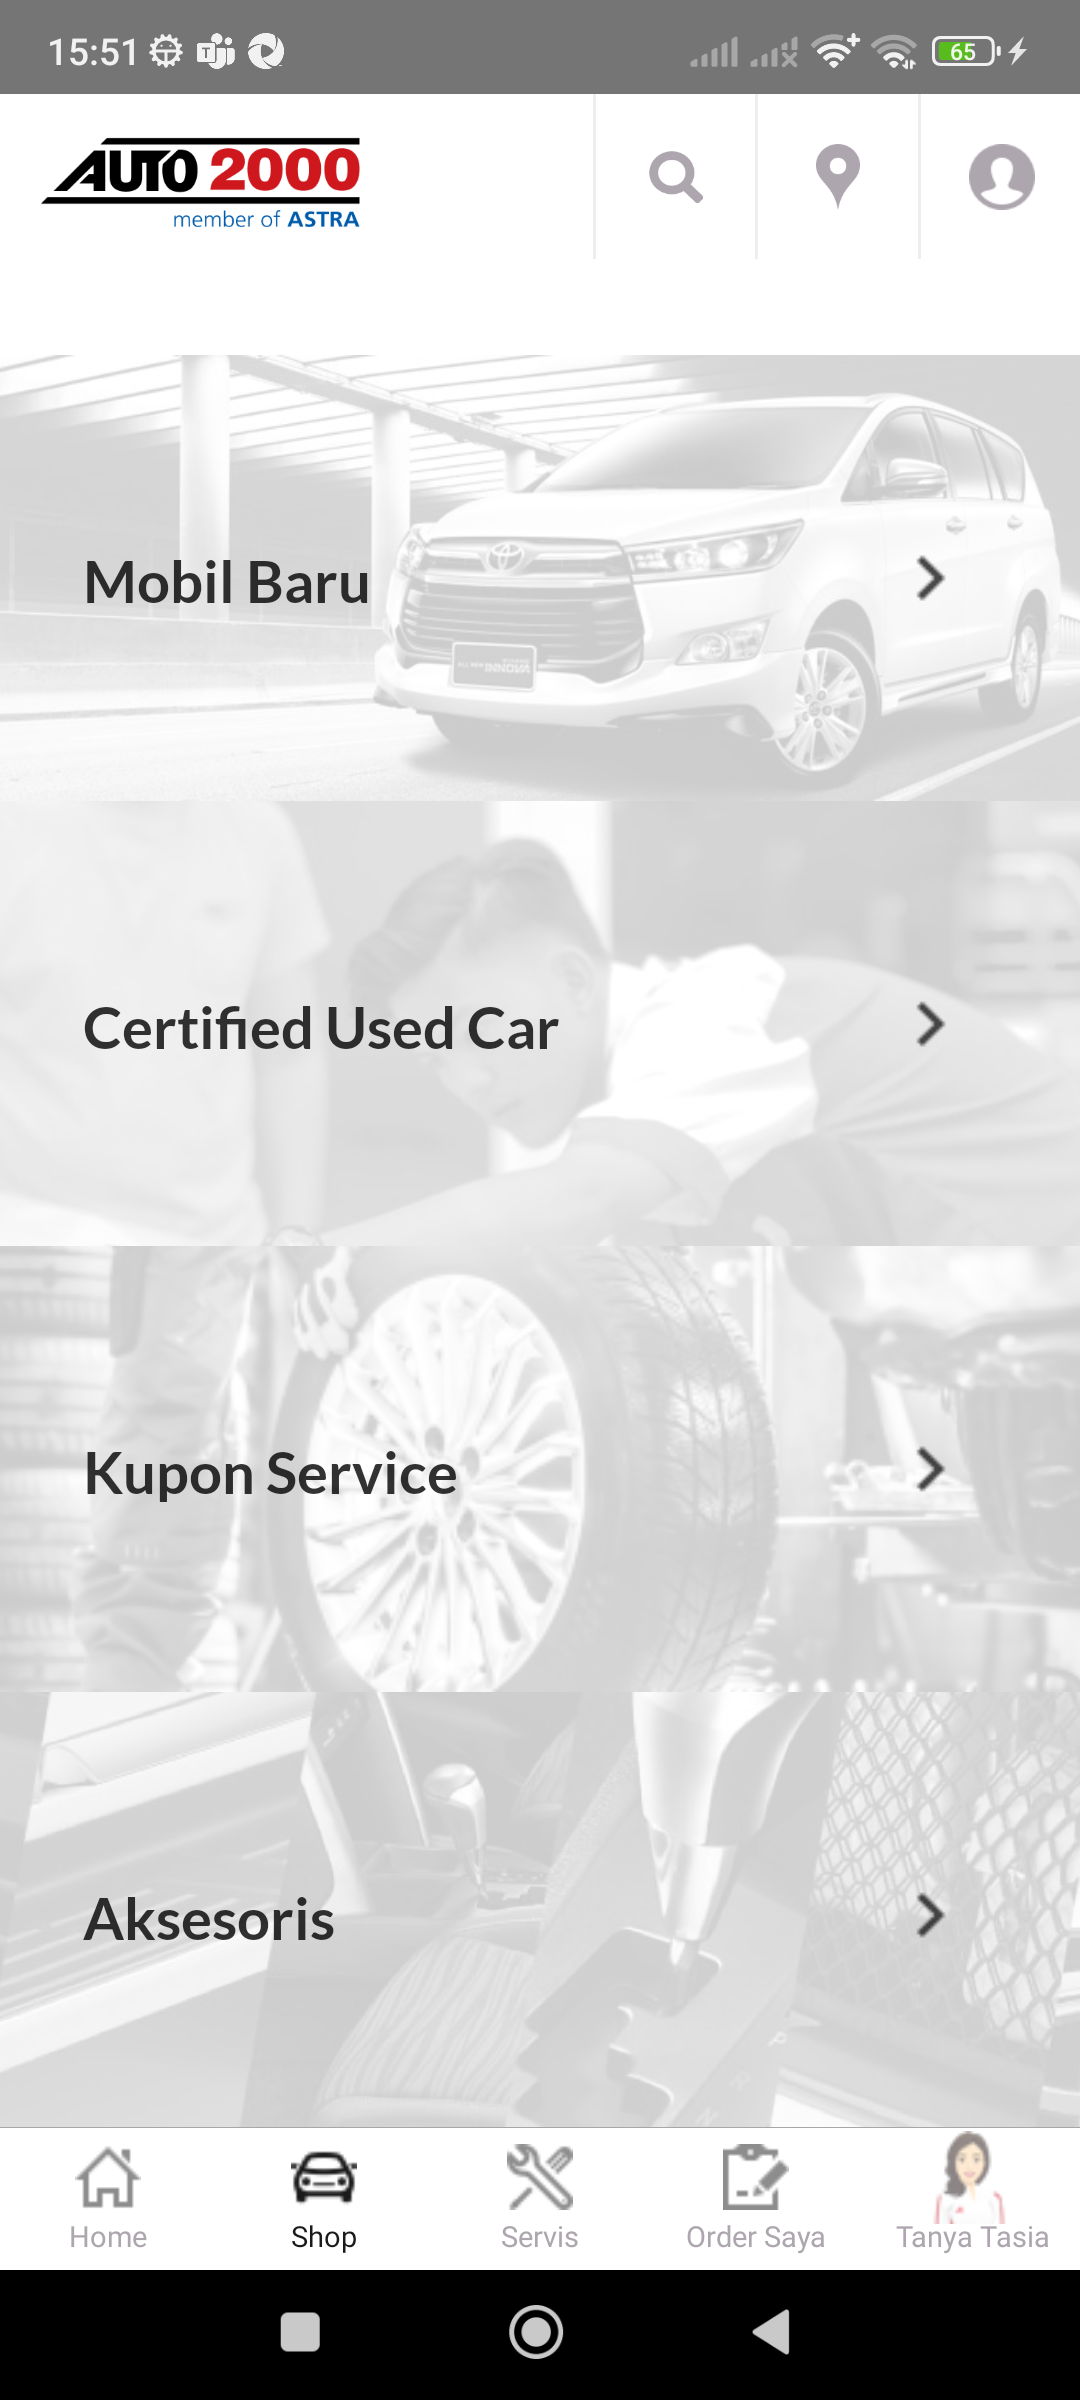 15:51
65
AUTO 2000
member of ASTRA
Mobil Baru
Certified Used Car
Kupon Service
Aksesoris
Home
Shop
Servis
Order Saya
Tanya Tasia